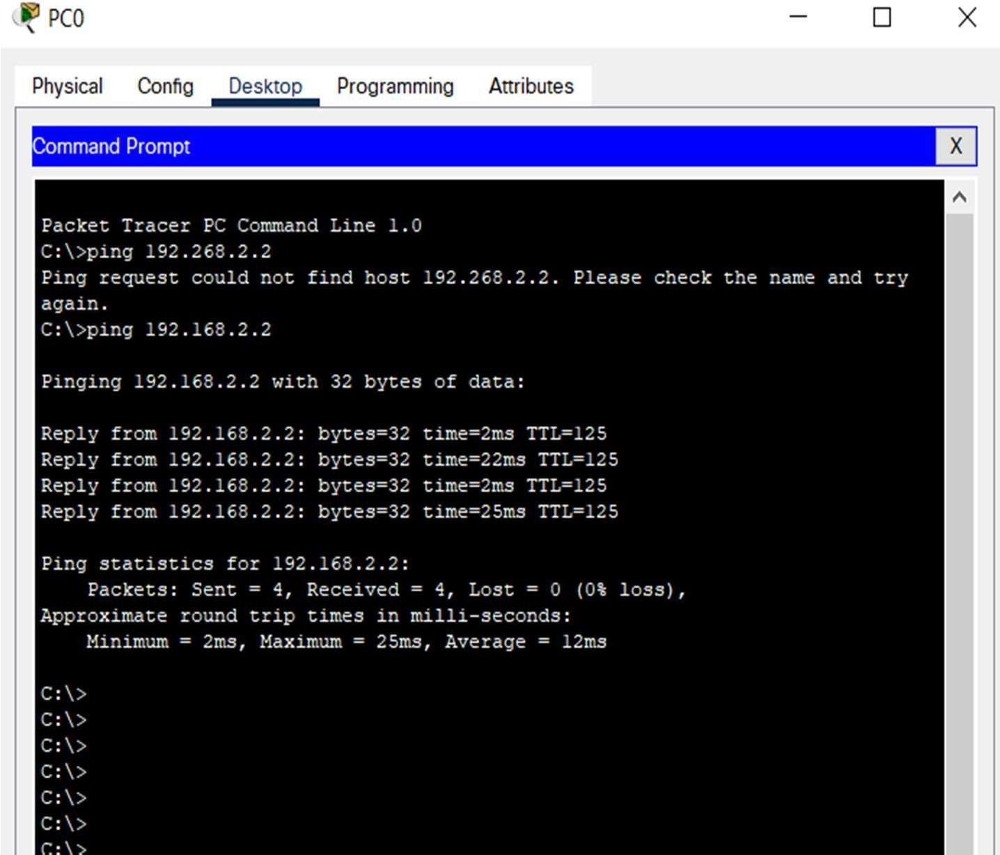 PC0
Physical Config Desktop Programming Attributes
Command Prompt X
Packet Tracer PC Command Line 1.0
C:\>ping 192.268.2.2
Ping request could not find host 192.268.2.2. Please check the name and try
again.
C:\>ping 192.168.2.2
Pinging 192.168.2.2 with 32 bytes of data:
Reply from 192.168.2.2: bytes=32 time=2ms TTL=125
Reply from 192.168.2.2: bytes=32 time=22ms TTL=125
Reply from 192.168.2.2: bytes=32 time=2ms TTL=125
Reply from 192.168.2.2: bytes=32 time=25ms TTL=125
Ping statistics for 192.168.2.2:
    Packets: Sent = 4, Received = 4, Lost = 0 (0% loss),
Approximate round trip times in milli-seconds:
    Minimum = 2ms, Maximum = 25ms, Average = 12ms
C:\>
C:\>
C:\>
C:\>
C:\>
C:\>
C:\>